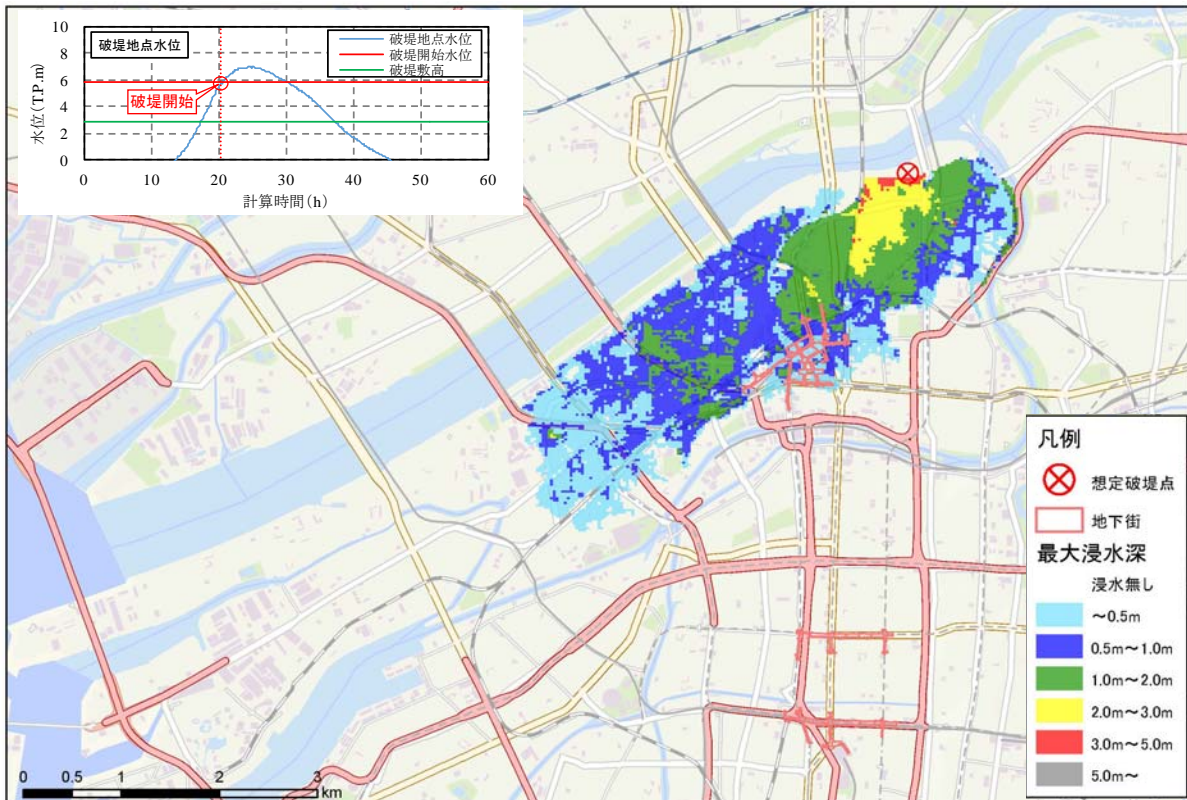 破堤地点水位
破堤地点水位
破堤開始水位
破堤敷高
破堤開始
水位(T.P.m)
10
8
6
4
2
0
0 10 20 30 40 50 60
計算時間(h)
凡例
想定破堤点
地下街
最大浸水深
浸水無し
~0.5m
0.5m~1.0m
1.0m~2.0m
2.0m~3.0m
3.0m~5.0m
5.0m~
0 0.5 1 2 3
km